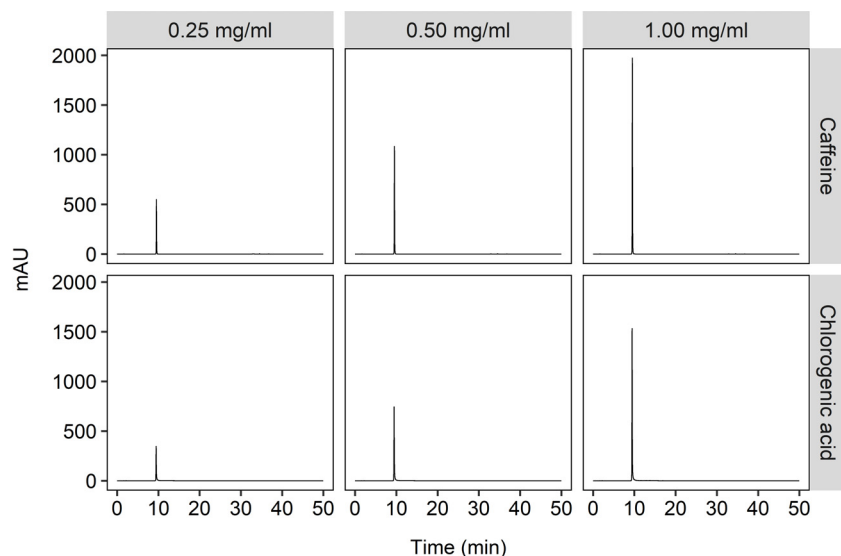 0.25 mg/ml
0.50 mg/ml
1.00 mg/ml
2000
1500
1000
500
0
Caffeine
mAU
2000
1500
1000
500
0
Chlorogenic acid
0 10 20 30 40 50
0 10 20 30 40 50
0 10 20 30 40 50
Time (min)